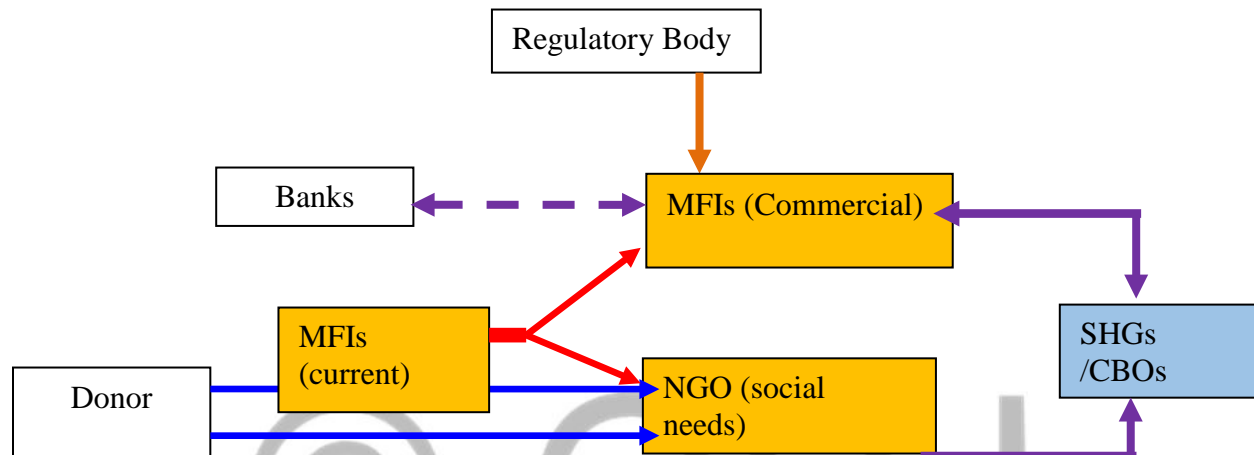 Regulatory Body
Banks
MFIs (Commercial)
MFIs
(current)
SHGs
/CBOs
Donor
NGO (social
needs)